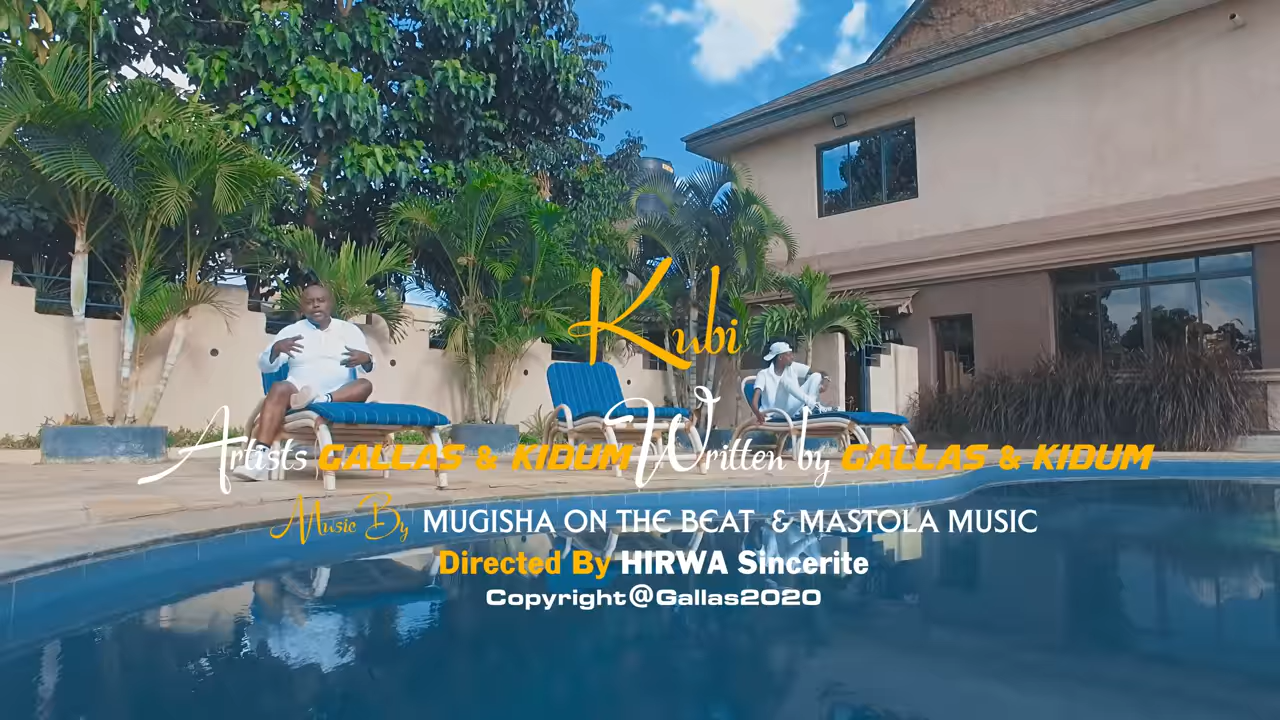 Kubi
Artists GALLAS & KIDUM Written by GALLAS & KIDUM
Music By MUGISHA ON THE BEAT & MASTOLA MUSIC
Directed By HIRWA Sincerite
Copyright@Gallas2020